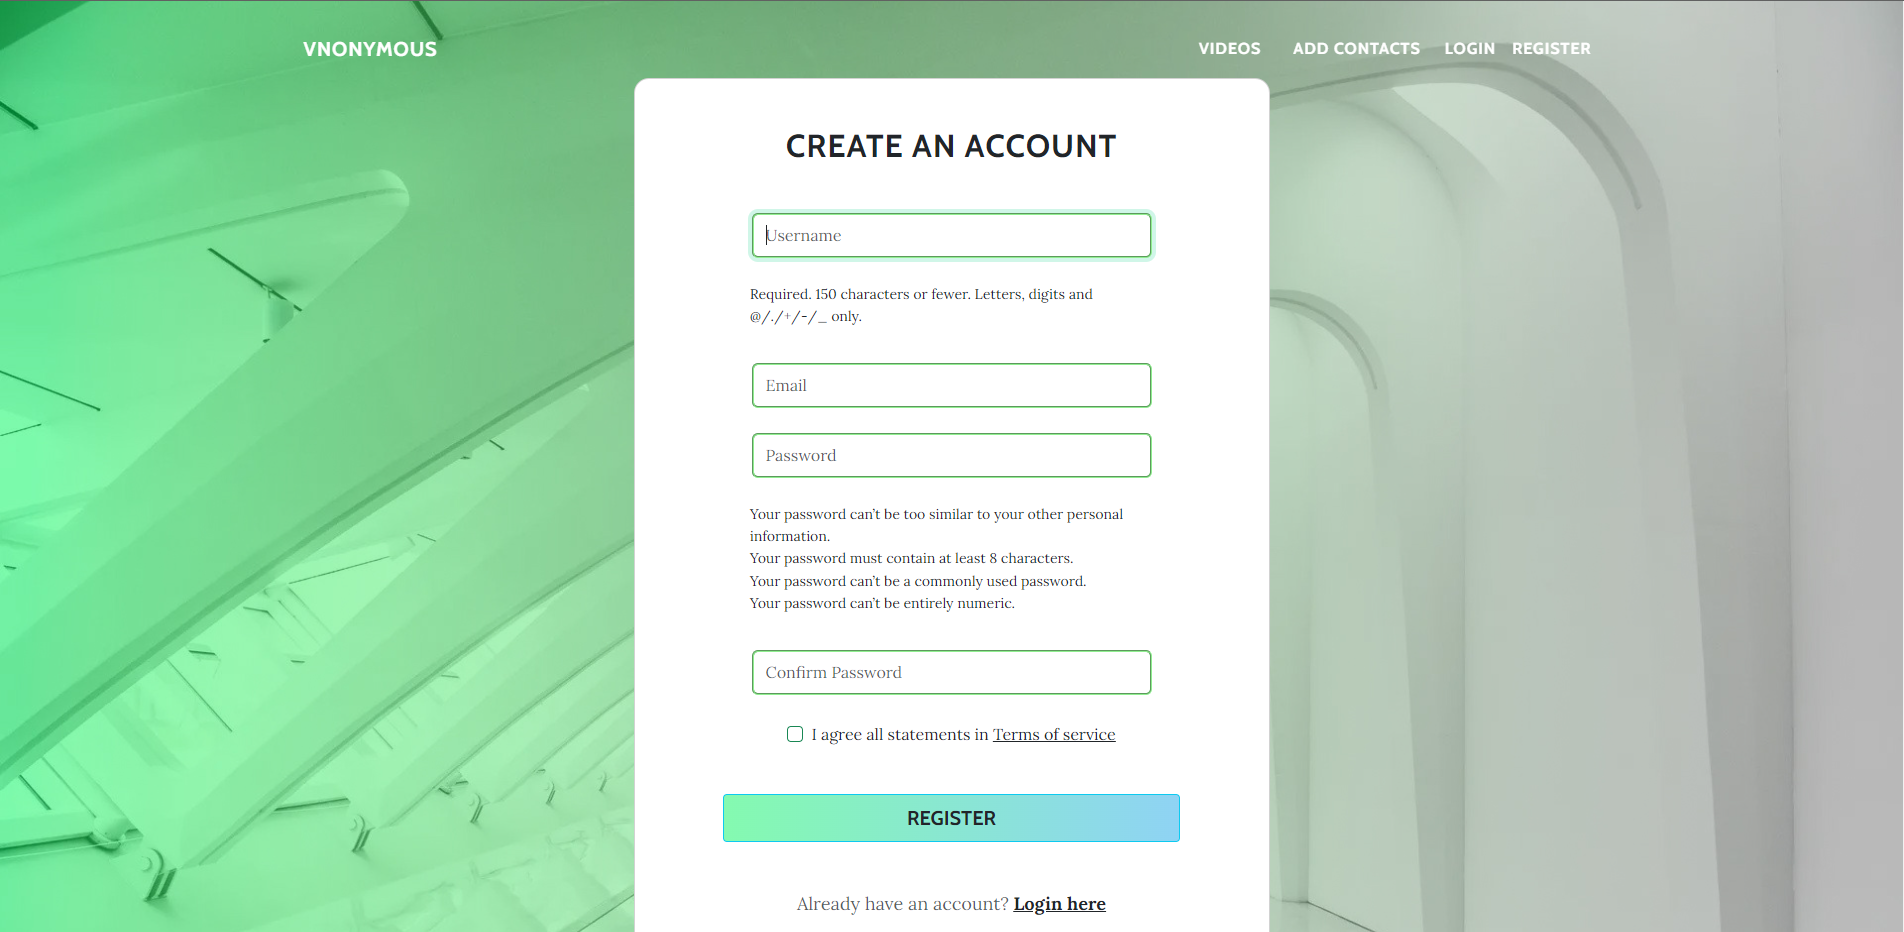 VNONYMOUS
VIDEOS ADD CONTACTS LOGIN REGISTER
CREATE AN ACCOUNT
Username
Required. 150 characters or fewer. Letters, digits and
@/./+/-/_ only.
Email
Password
Your password can’t be too similar to your other personal
information.
Your password must contain at least 8 characters.
Your password can’t be a commonly used password.
Your password can’t be entirely numeric.
Confirm Password
I agree all statements in Terms of service
REGISTER
Already have an account? Login here